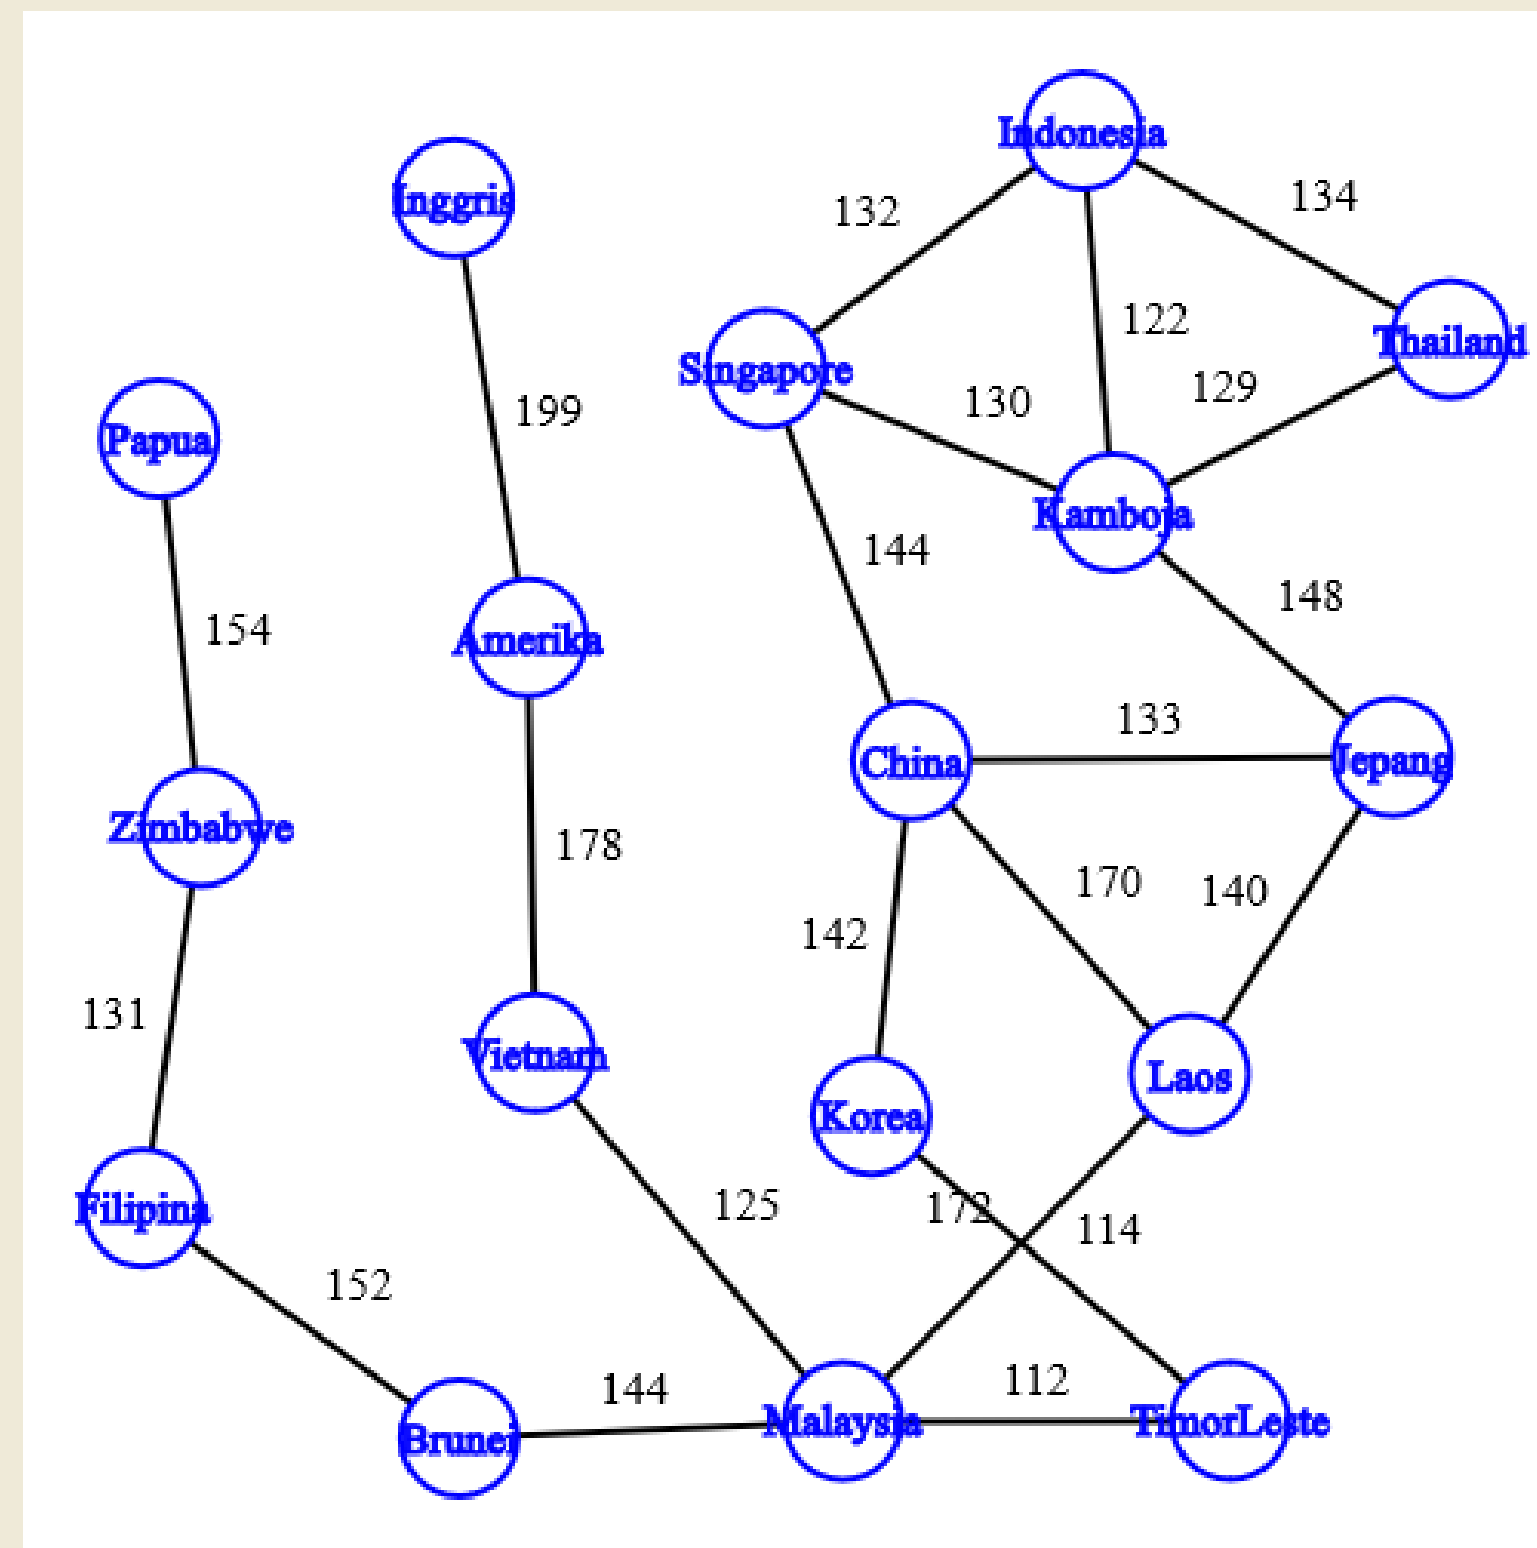 Indonesia
Inggris
132
134
122
Thailand
Singapore
130
129
199
Papua
Kamboja
144
148
154
Amerika
133
China
Jepang
Zimbabwe
178
170
140
142
131
Vietnam
Laos
Korea
Filipina
125
172
114
152
144
112
Brunei
Malaysia
TimorLeste